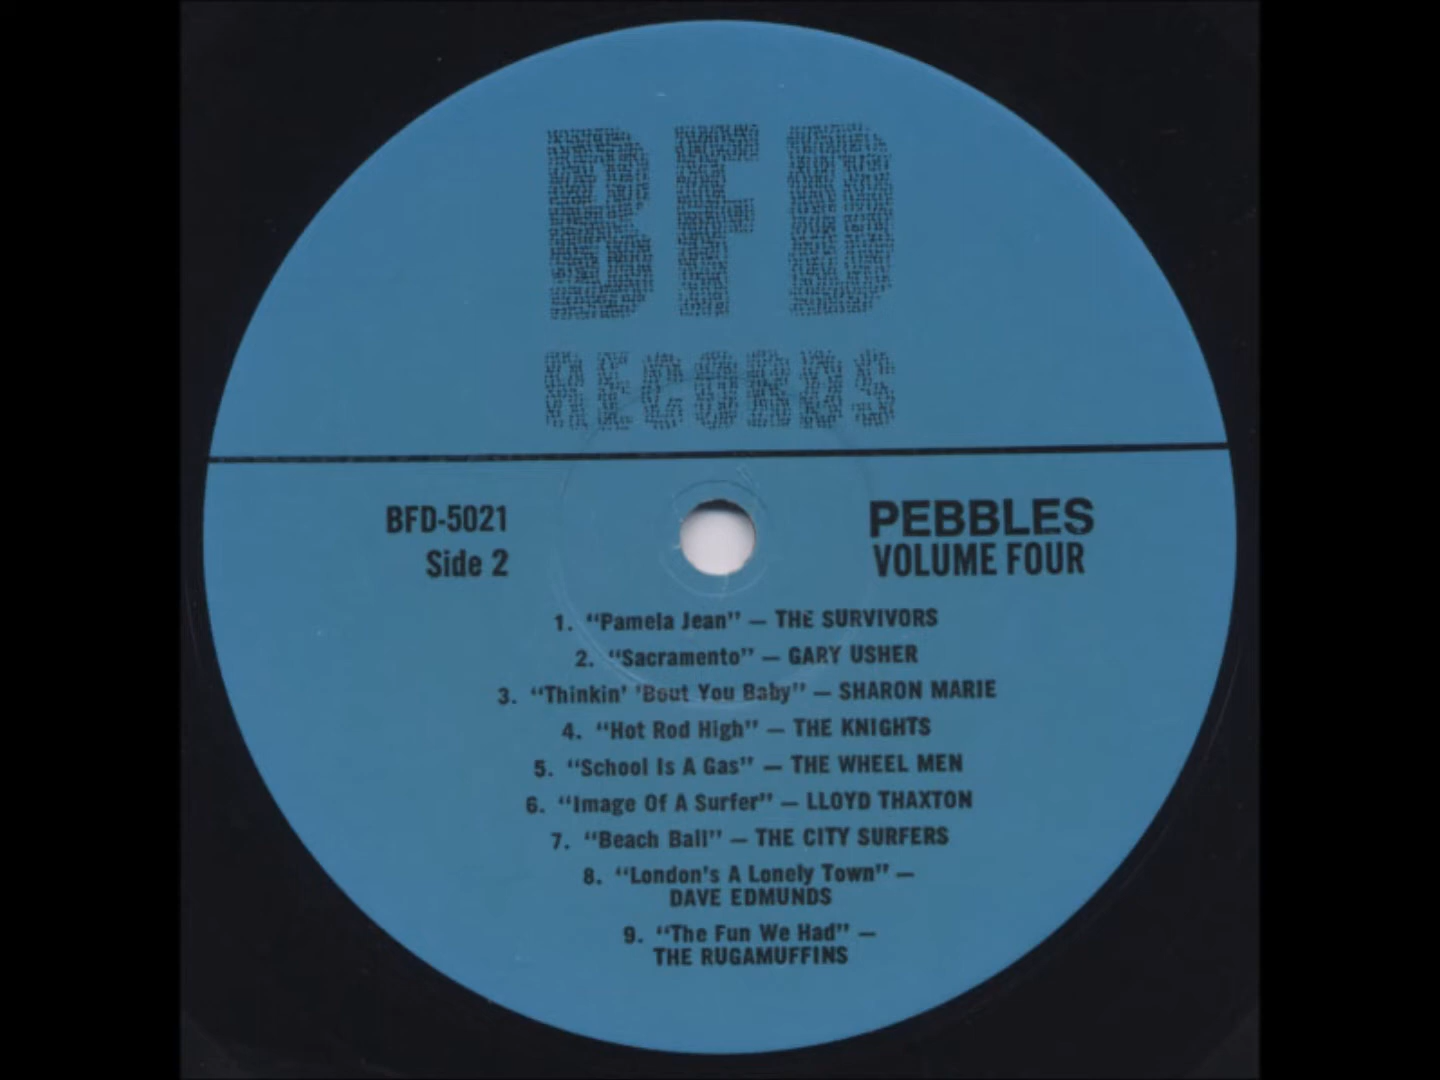 BFD
RECORDS
BFD-5021
Side 2
PEBBLES
VOLUME FOUR
1. “Pamela Jean” — THE SURVIVORS
2. “Sacramento” — GARY USHER
3. “Thinkin’ ’Bout You Baby” — SHARON MARIE
4. “Hot Rod High” — THE KNIGHTS
5. “School Is A Gas” — THE WHEEL MEN
6. “Image Of A Surfer” — LLOYD THAXTON
7. “Beach Ball” — THE CITY SURFERS
8. “London’s A Lonely Town” —
DAVE EDMUNDS
9. “The Fun We Had” —
THE RUGAMUFFINS